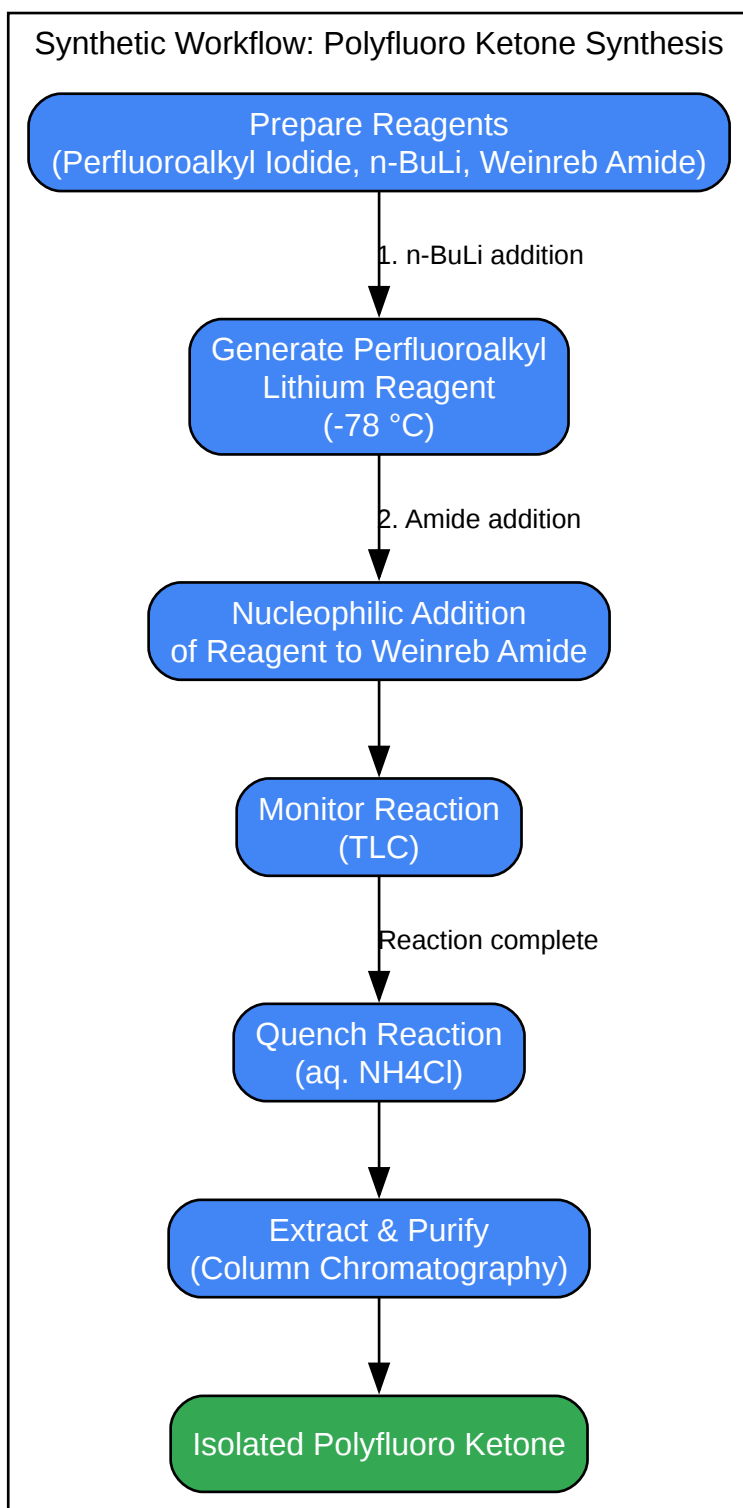 Synthetic Workflow: Polyfluoro Ketone Synthesis
Prepare Reagents
(Perfluoroalkyl Iodide, n-BuLi, Weinreb Amide)
1. n-BuLi addition
Generate Perfluoroalkyl
Lithium Reagent
(-78 °C)
2. Amide addition
Nucleophilic Addition
of Reagent to Weinreb Amide
Monitor Reaction
(TLC)
Reaction complete
Quench Reaction
(aq. NH4Cl)
Extract & Purify
(Column Chromatography)
Isolated Polyfluoro Ketone